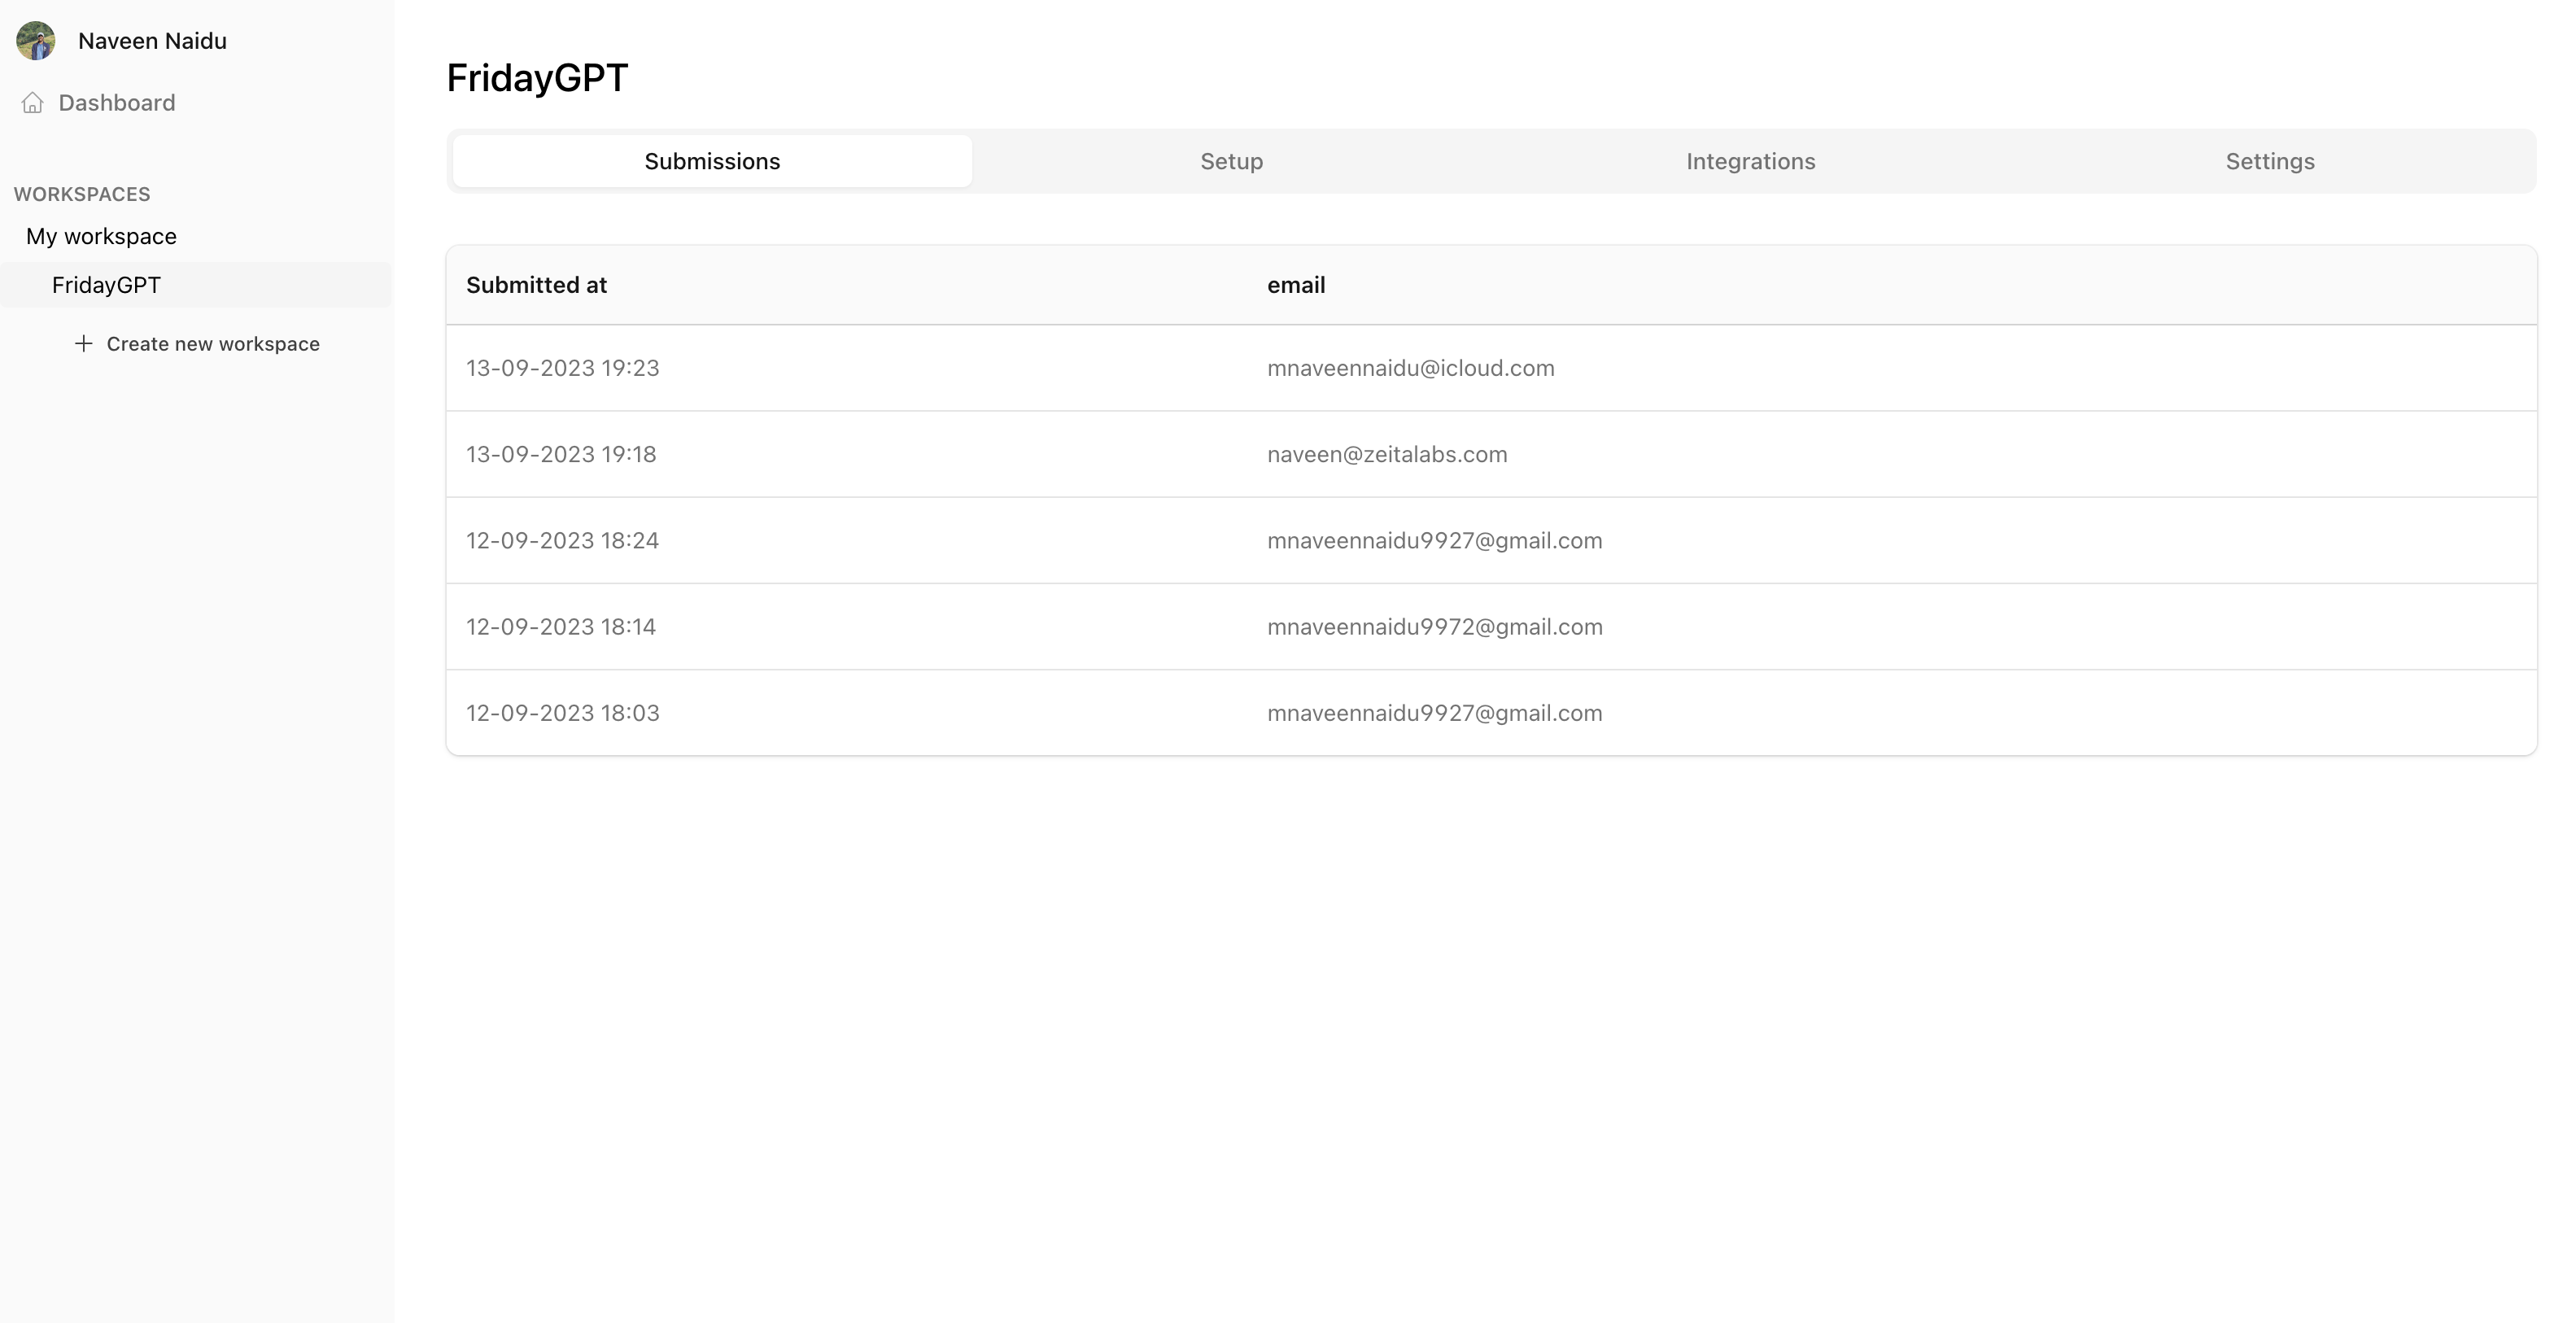 Naveen Naidu
Dashboard
WORKSPACES
My workspace
FridayGPT
Create new workspace
FridayGPT
Submissions Setup Integrations Settings
Submitted at email
13-09-2023 19:23 mnaveennaidu@icloud.com
13-09-2023 19:18 naveen@zeitalabs.com
12-09-2023 18:24 mnaveennaidu9927@gmail.com
12-09-2023 18:14 mnaveennaidu9972@gmail.com
12-09-2023 18:03 mnaveennaidu9927@gmail.com